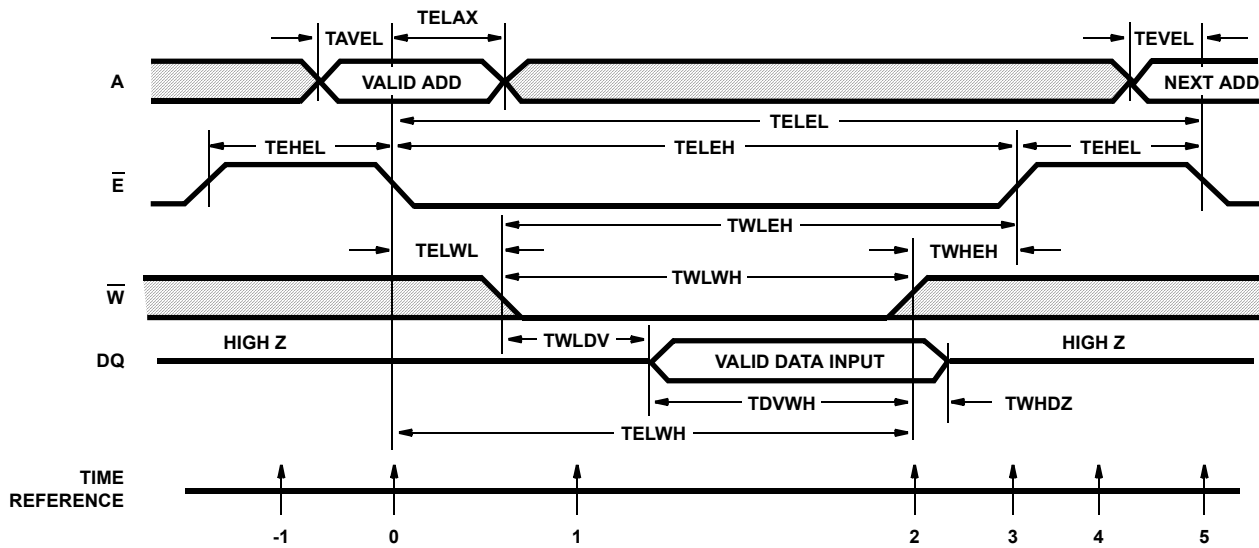 TELAX
TAVEL
TEVEL
A
VALID ADD
NEXT ADD
TELEL
TEHEL
TELEH
TEHEL
E
TWLEH
TELWL
TWHEH
W
TWLWH
TWLDV
HIGH Z
HIGH Z
DQ
VALID DATA INPUT
TDVWH
TWHDZ
TELWH
TIME
REFERENCE
-1 0 1 2 3 4 5